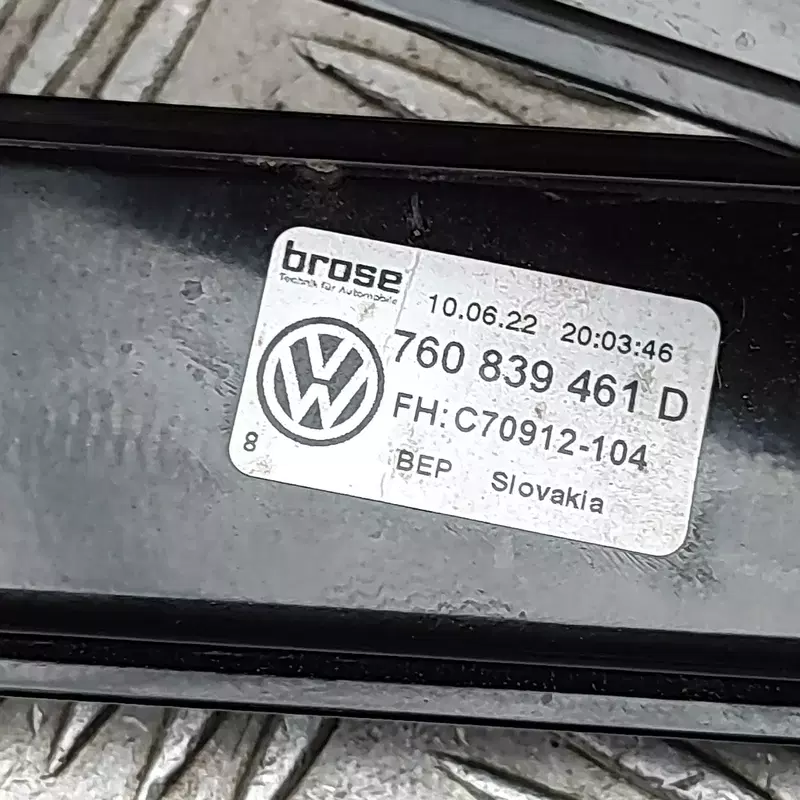 brose
Technik für Automobile
10.06.22 20:03:46
760 839 461 D
FH: C70912-104
8 BEP Slovakia